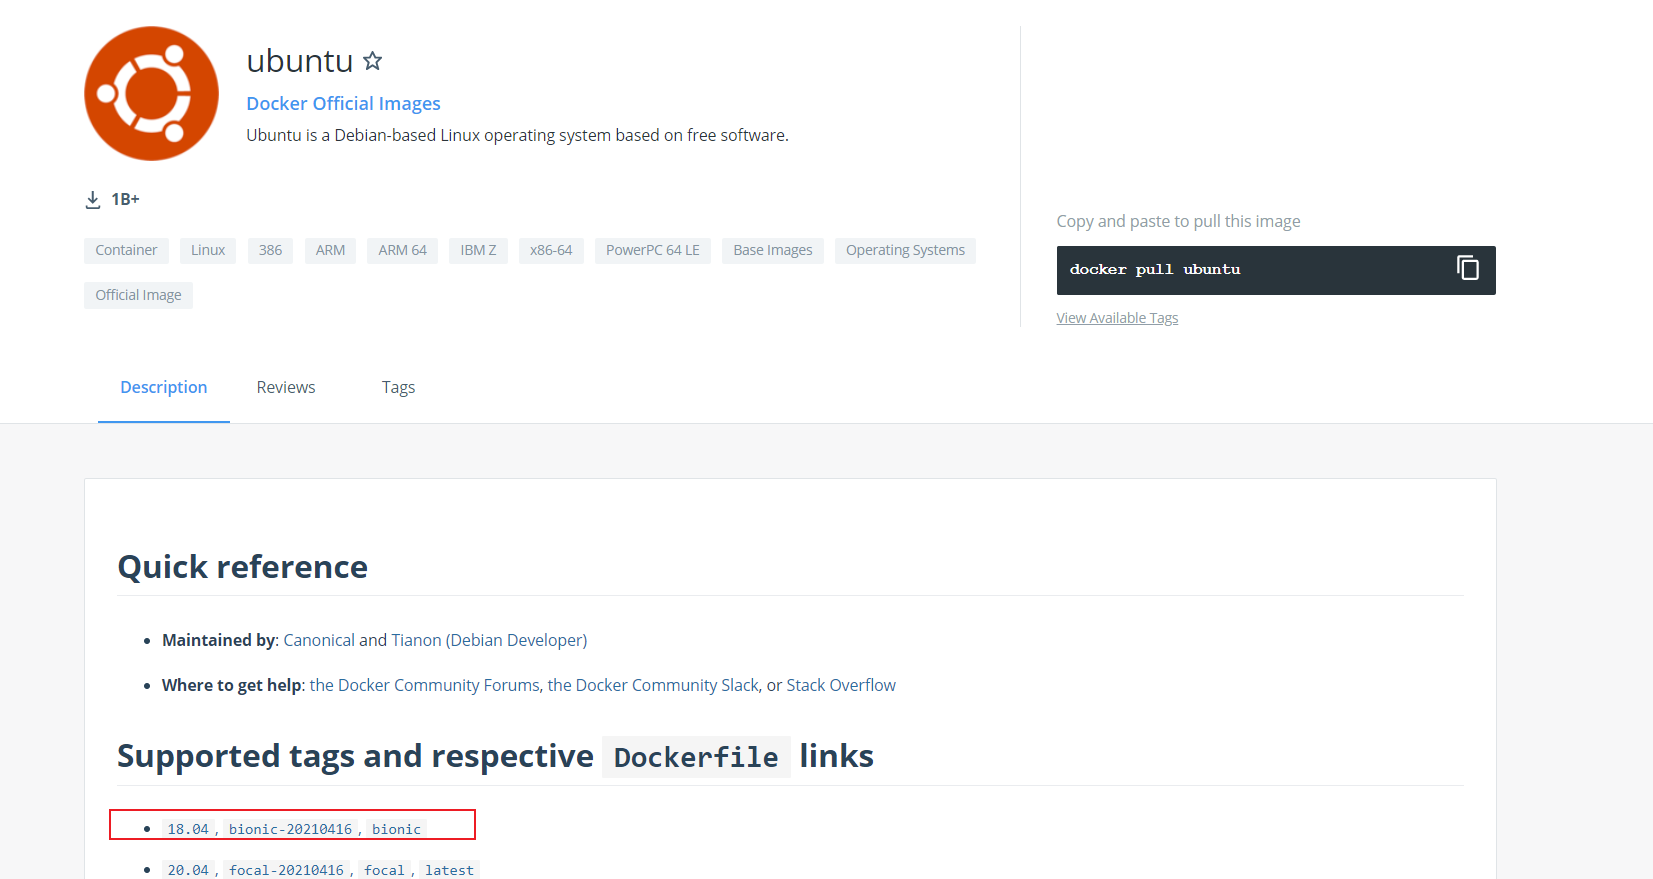 ubuntu
Docker Official Images
Ubuntu is a Debian-based Linux operating system based on free software.
1B+
Container Linux 386 ARM ARM 64 IBM Z x86-64 PowerPC 64 LE Base Images Operating Systems
Official Image
Copy and paste to pull this image
docker pull ubuntu
View Available Tags
Description Reviews Tags
Quick reference
Maintained by: Canonical and Tianon (Debian Developer)
Where to get help: the Docker Community Forums, the Docker Community Slack, or Stack Overflow
Supported tags and respective Dockerfile links
18.04, bionic-20210416, bionic
20.04, focal-20210416, focal, latest